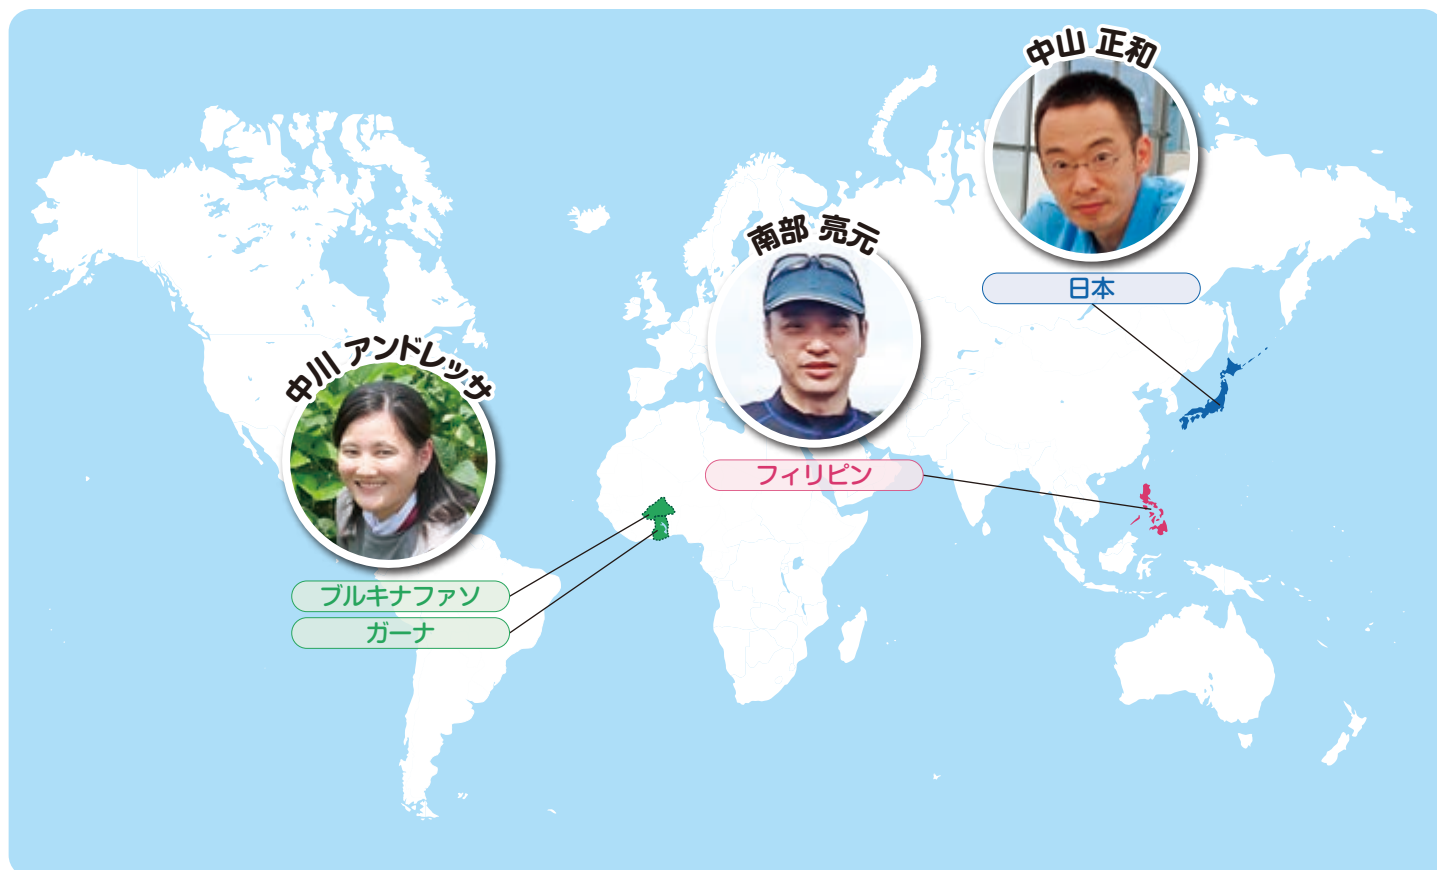 中山 正和
日本
南部 亮元
フィリピン
中川 アンドレッサ
ブルキナファソ
ガーナ